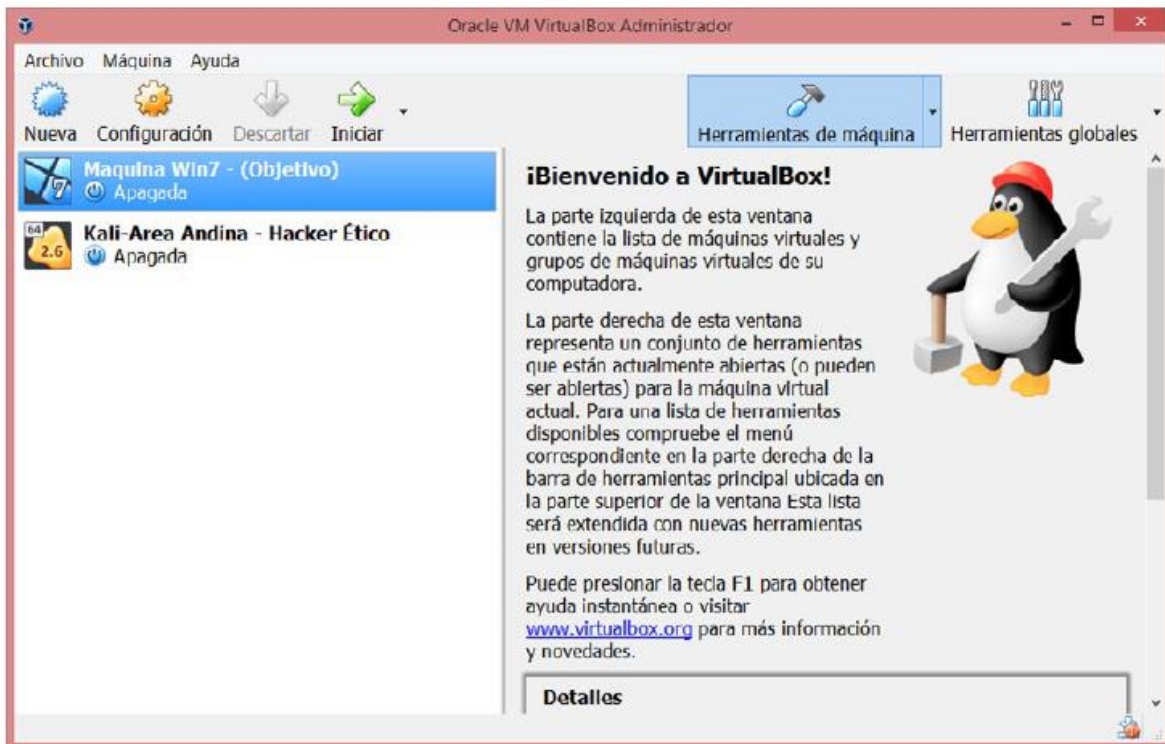 Oracle VM VirtualBox Administrador
Archivo Máquina Ayuda
Nueva Configuración Descartar Iniciar
Herramientas de máquina Herramientas globales
Maquina Win7 - (Objetivo)
Apagada
64
2.6
Kali-Area Andina - Hacker Ético
Apagada
¡Bienvenido a VirtualBox!
La parte izquierda de esta ventana
contiene la lista de máquinas virtuales y
grupos de máquinas virtuales de su
computadora.
La parte derecha de esta ventana
representa un conjunto de herramientas
que están actualmente abiertas (o pueden
ser abiertas) para la máquina virtual
actual. Para una lista de herramientas
disponibles compruebe el menú
correspondiente en la parte derecha de la
barra de herramientas principal ubicada en
la parte superior de la ventana Esta lista
será extendida con nuevas herramientas
en versiones futuras.
Puede presionar la tecla F1 para obtener
ayuda instantánea o visitar
www.virtualbox.org para más información
y novedades.
Detalles